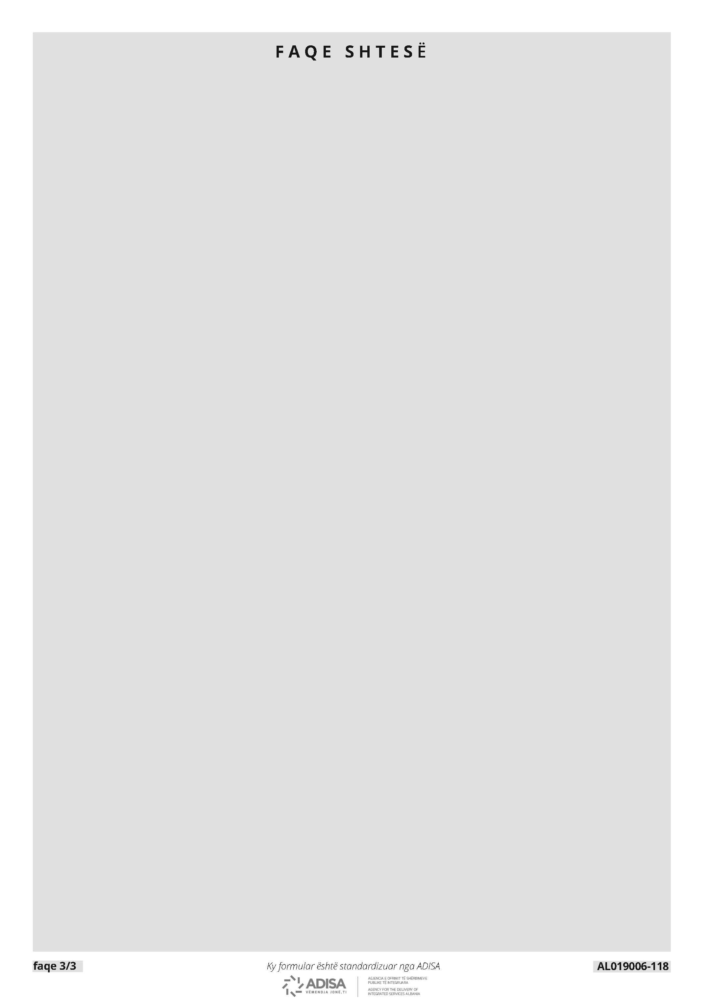 FAQE SHTESË
faqe 3/3
Ky formular është standardizuar nga ADISA
AL019006-118
ADISA
VËMENDJA JONË, TI
AGJENCIA E OFRIMIT TË SHËRBIMEVE
PUBLIKE TË INTEGRUARA
AGENCY FOR THE DELIVERY OF
INTEGRATED SERVICES ALBANIA